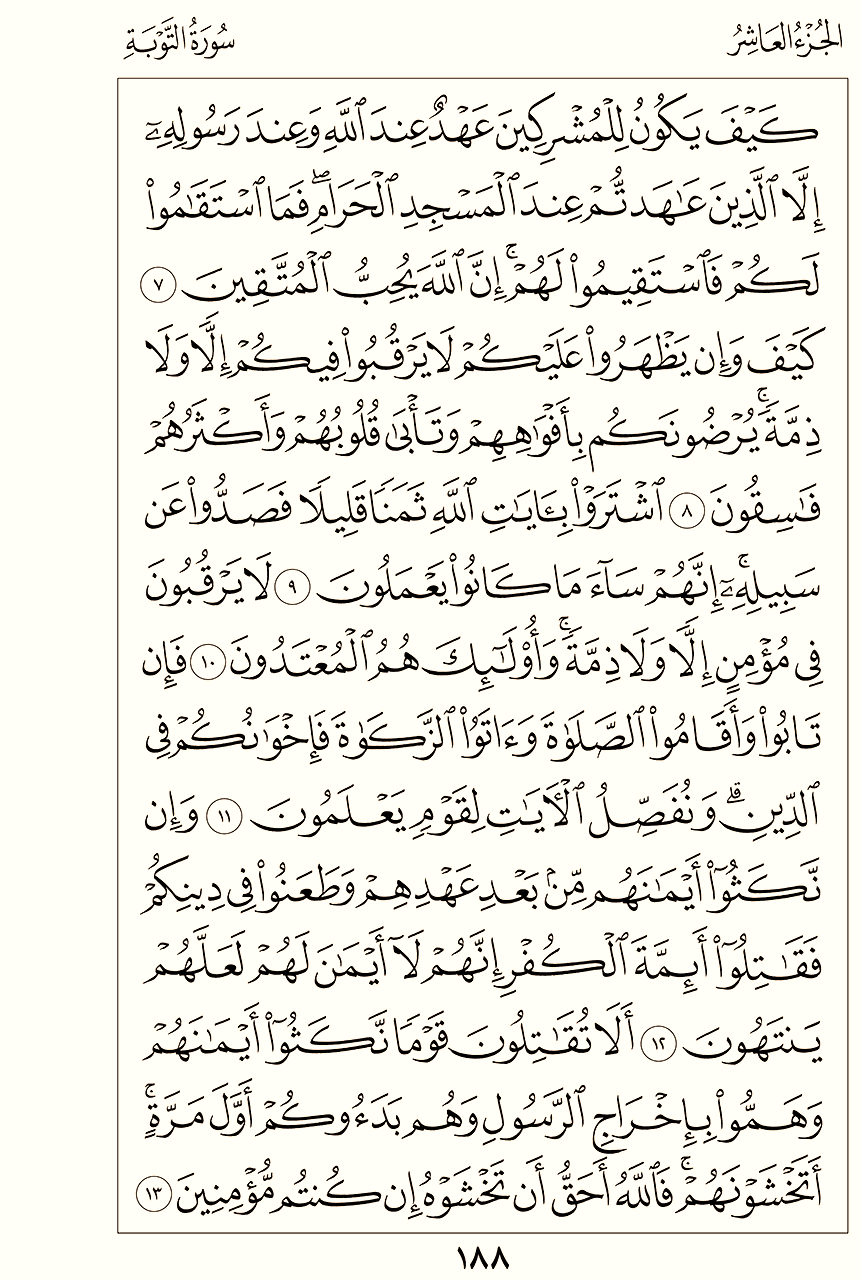 الجُزْءُ العَاشِرُ
سُورَةُ التَّوْبَةِ
كَيْفَ يَكُونُ لِلْمُشْرِكِينَ عَهْدٌ عِندَ ٱللَّهِ وَعِندَ رَسُولِهِۦٓ
إِلَّا ٱلَّذِينَ عَٰهَدتُّمْ عِندَ ٱلْمَسْجِدِ ٱلْحَرَامِۖ فَمَا ٱسْتَقَٰمُوا۟
لَكُمْ فَٱسْتَقِيمُوا۟ لَهُمْۚ إِنَّ ٱللَّهَ يُحِبُّ ٱلْمُتَّقِينَ ٧
كَيْفَ وَإِن يَظْهَرُوا۟ عَلَيْكُمْ لَا يَرْقُبُوا۟ فِيكُمْ إِلًّا وَلَا
ذِمَّةًۚ يُرْضُونَكُم بِأَفْوَٰهِهِمْ وَتَأْبَىٰ قُلُوبُهُمْ وَأَكْثَرُهُمْ
فَٰسِقُونَ ٨ ٱشْتَرَوْا۟ بِـَٔايَٰتِ ٱللَّهِ ثَمَنًا قَلِيلًا فَصَدُّوا۟ عَن
سَبِيلِهِۦٓۚ إِنَّهُمْ سَآءَ مَا كَانُوا۟ يَعْمَلُونَ ٩ لَا يَرْقُبُونَ
فِى مُؤْمِنٍ إِلًّا وَلَا ذِمَّةًۚ وَأُو۟لَٰٓئِكَ هُمُ ٱلْمُعْتَدُونَ ١٠ فَإِن
تَابُوا۟ وَأَقَامُوا۟ ٱلصَّلَوٰةَ وَءَاتَوُا۟ ٱلزَّكَوٰةَ فَإِخْوَٰنُكُمْ فِى
ٱلدِّينِۗ وَنُفَصِّلُ ٱلْـَٔايَٰتِ لِقَوْمٍ يَعْلَمُونَ ١١ وَإِن
نَّكَثُوٓا۟ أَيْمَٰنَهُم مِّنۢ بَعْدِ عَهْدِهِمْ وَطَعَنُوا۟ فِى دِينِكُمْ
فَقَٰتِلُوٓا۟ أَئِمَّةَ ٱلْكُفْرِ إِنَّهُمْ لَآ أَيْمَٰنَ لَهُمْ لَعَلَّهُمْ
يَنتَهُونَ ١٢ أَلَا تُقَٰتِلُونَ قَوْمًا نَّكَثُوٓا۟ أَيْمَٰنَهُمْ
وَهَمُّوا۟ بِإِخْرَاجِ ٱلرَّسُولِ وَهُم بَدَءُوكُمْ أَوَّلَ مَرَّةٍۚ
أَتَخْشَوْنَهُمْۚ فَٱللَّهُ أَحَقُّ أَن تَخْشَوْهُ إِن كُنتُم مُّؤْمِنِينَ ١٣
١٨٨